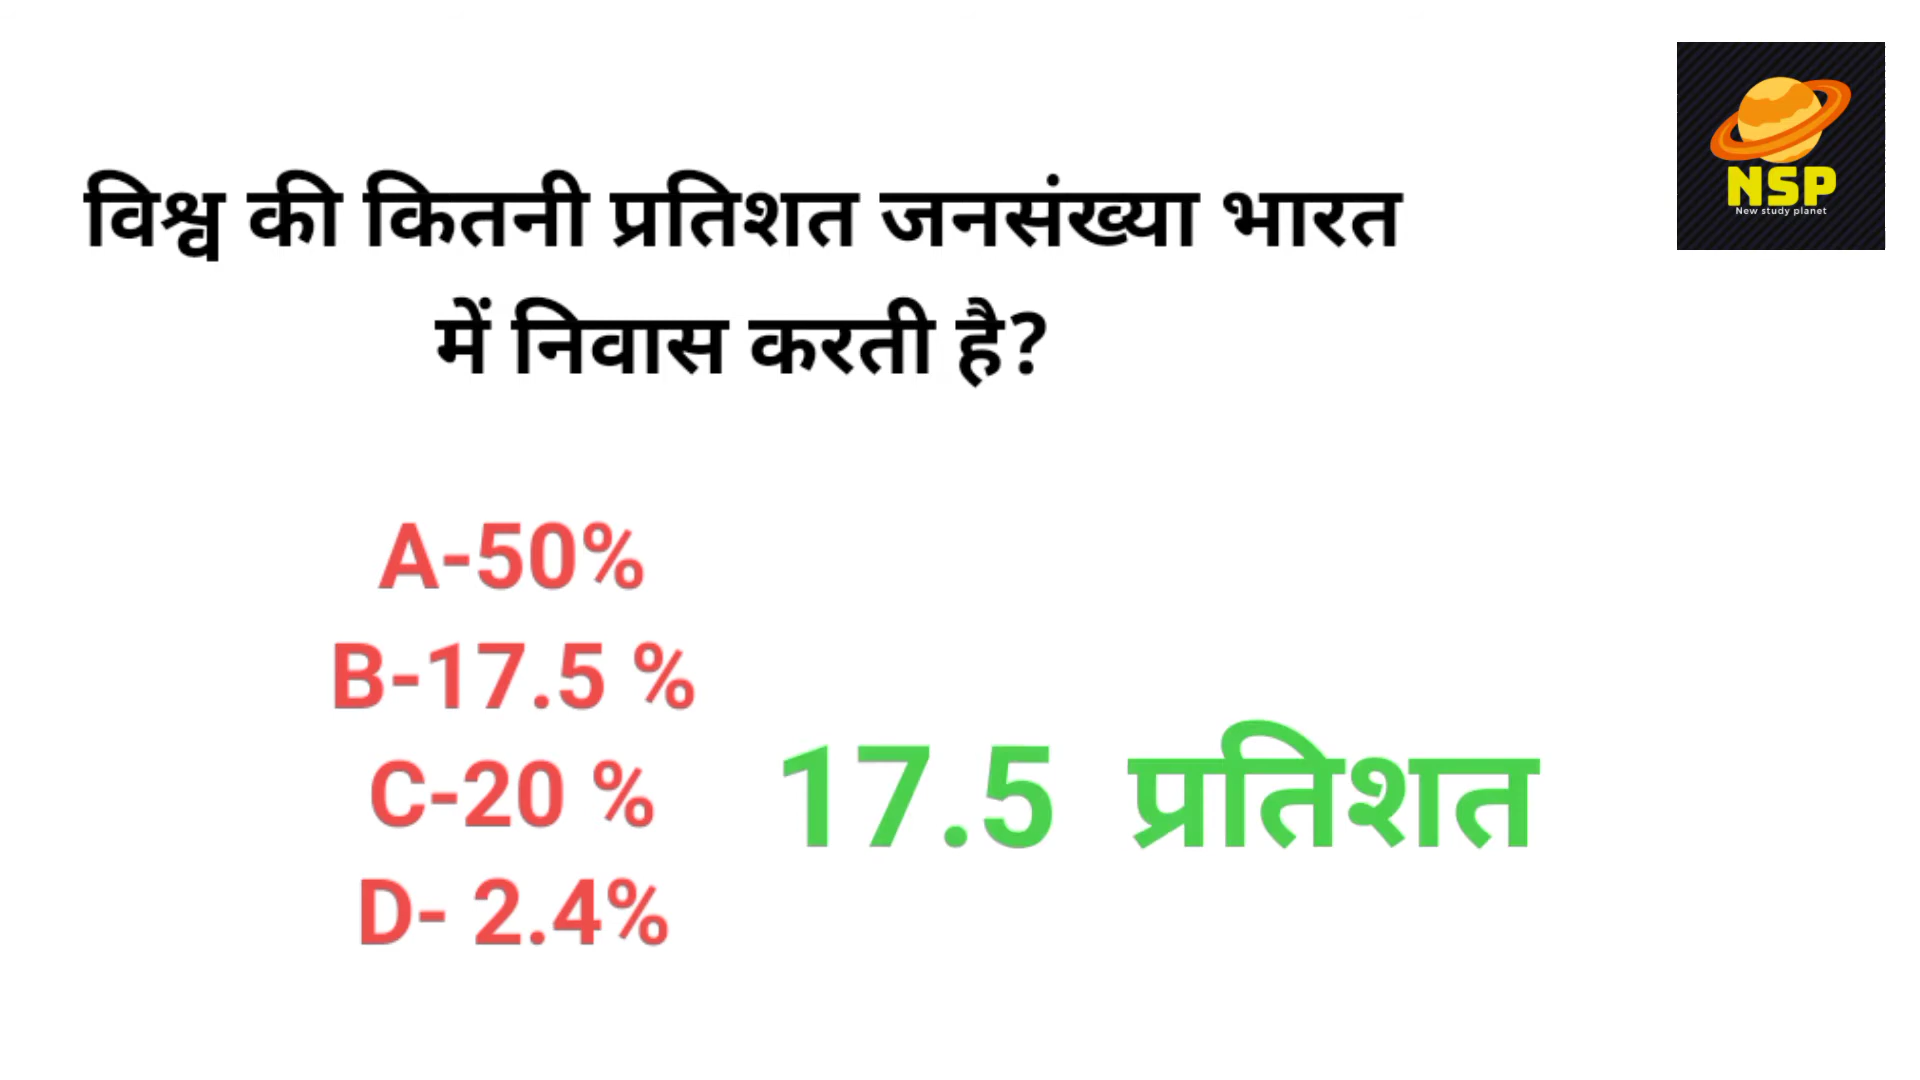 NSP
New study planet
विश्व की कितनी प्रतिशत जनसंख्या भारत
में निवास करती है?
A-50%
B-17.5 %
C-20 %
17.5 प्रतिशत
D- 2.4%